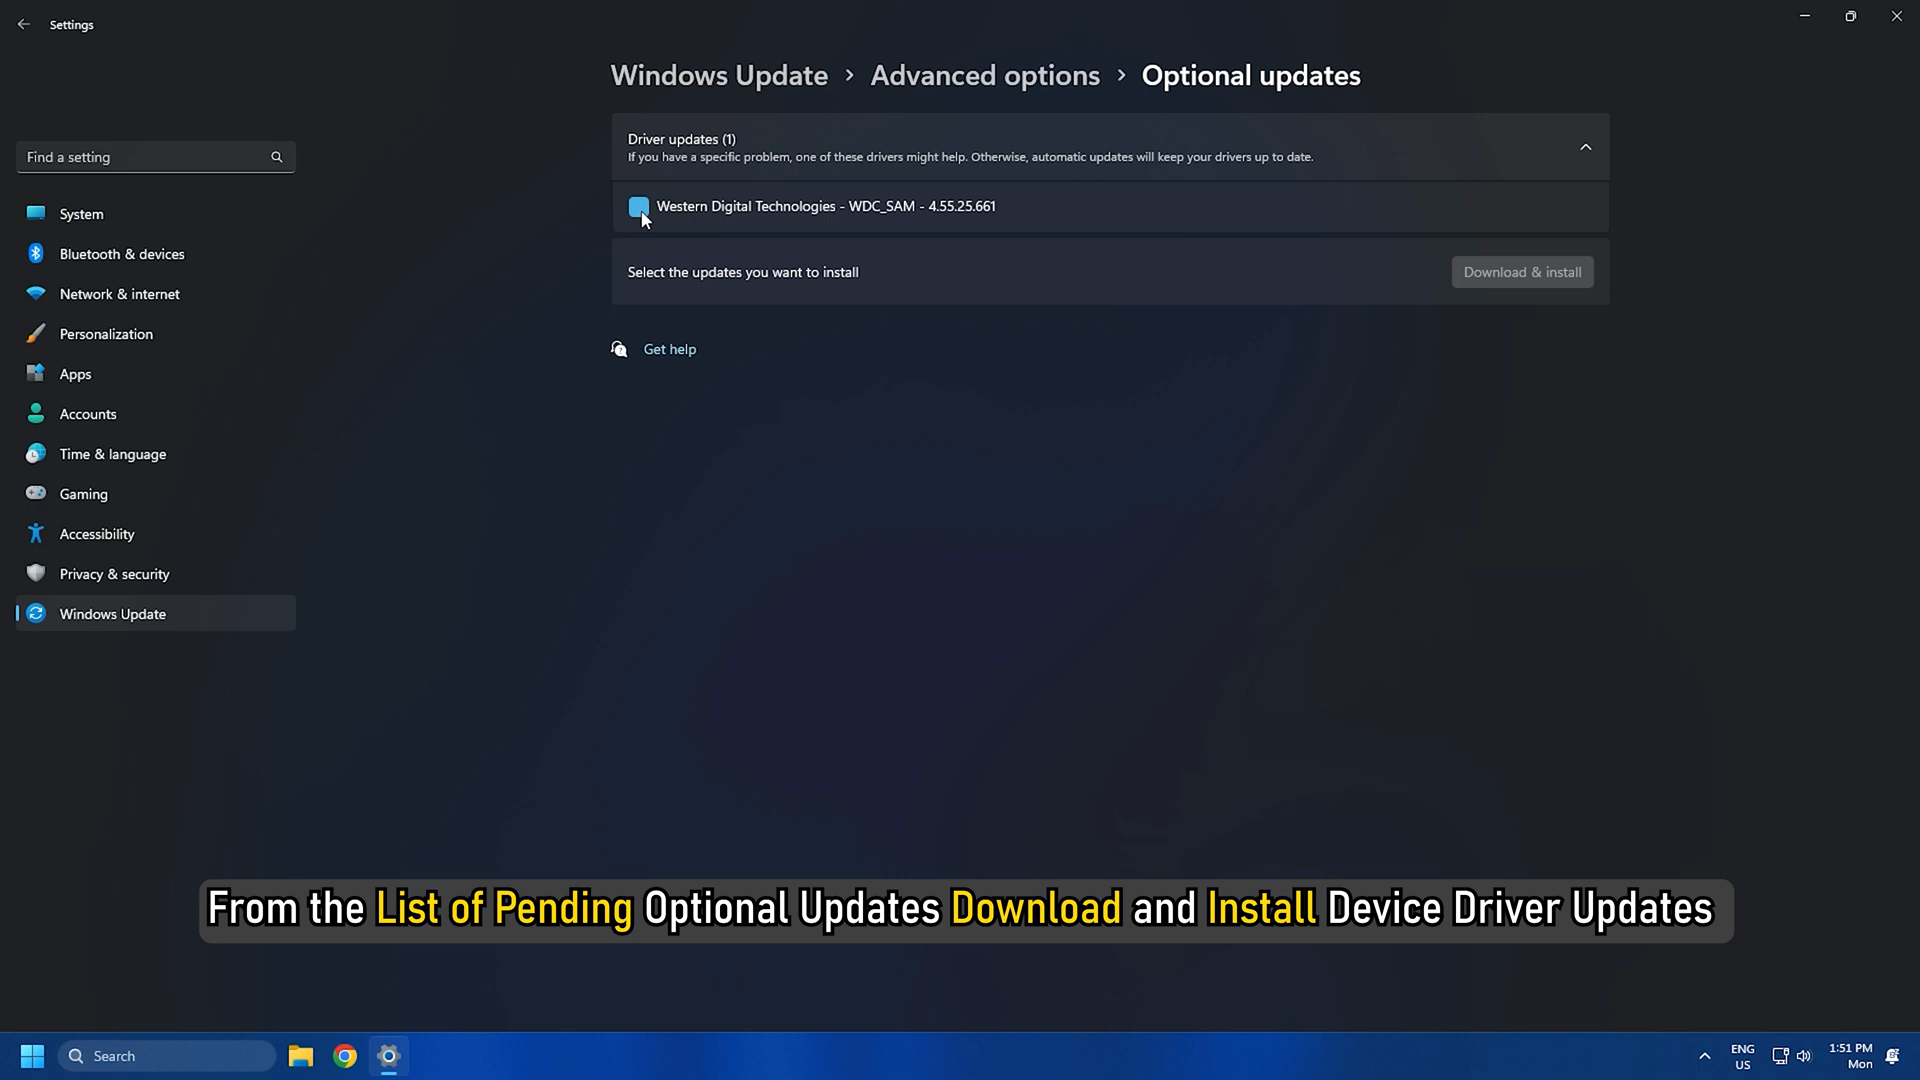 Settings
Windows Update > Advanced options > Optional updates
Find a setting
System
Bluetooth & devices
Network & internet
Personalization
Apps
Accounts
Time & language
Gaming
Accessibility
Privacy & security
Windows Update
Driver updates (1)
If you have a specific problem, one of these drivers might help. Otherwise, automatic updates will keep your drivers up to date.
Western Digital Technologies - WDC_SAM - 4.55.25.661
Select the updates you want to install
Download & install
Get help
From the List of Pending Optional Updates Download and Install Device Driver Updates
Search
ENG
US
1:51 PM
Mon